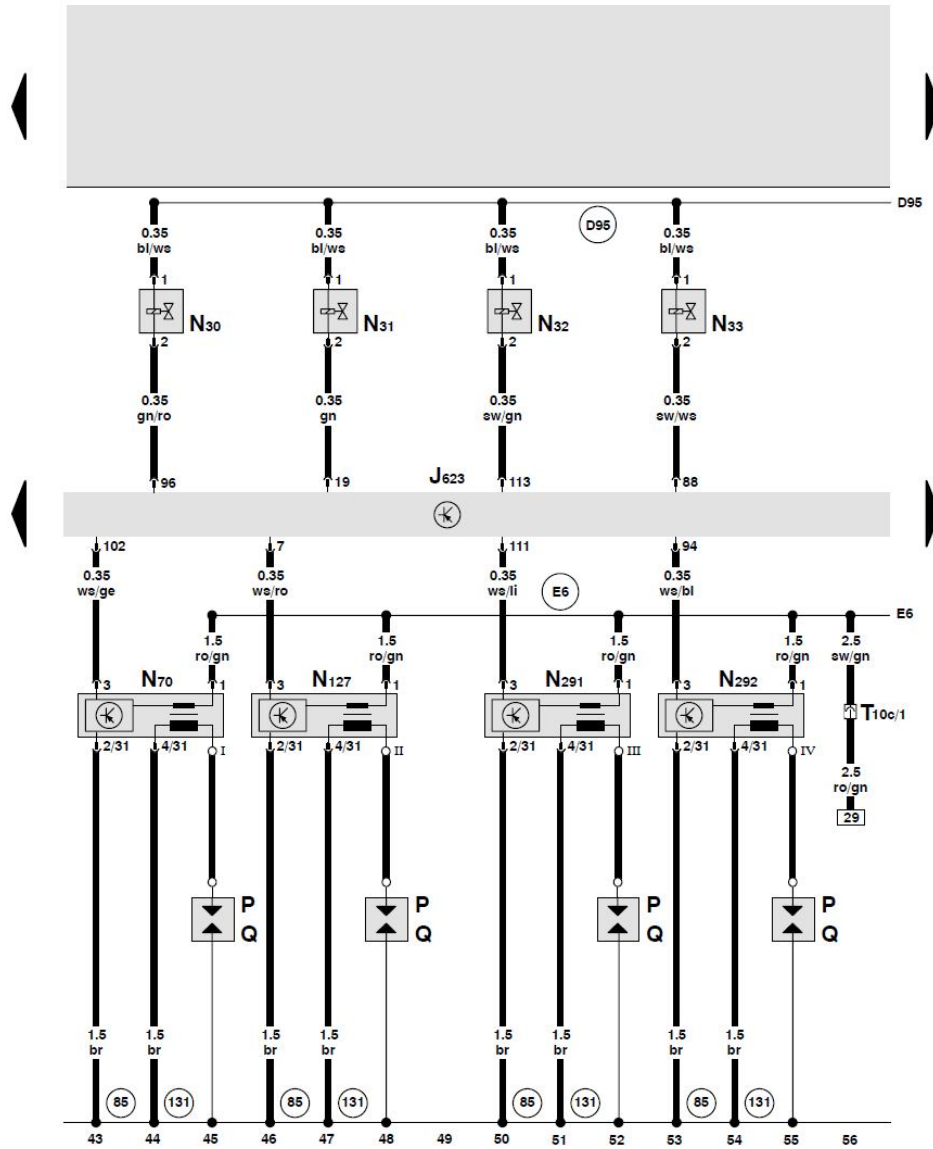 D95
D95
0.35 0.35 0.35 0.35
bl/ws bl/ws bl/ws bl/ws
1 1 1 1
N30 N31 N32 N33
2 2 2 2
0.35 0.35 0.35 0.35
gn/ro gn sw/gn sw/ws
96 19 J623 113 88
102 7 111 94
0.35 0.35 0.35 0.35
ws/ge ws/ro ws/li E6 ws/bl
E6
1.5 1.5 1.5 1.5 2.5
ro/gn ro/gn ro/gn ro/gn sw/gn
3 N70 1 3 N127 1 3 N291 1 3 N292 1
T10c/1
2/31 4/31 I 2/31 4/31 II 2/31 4/31 III 2/31 4/31 IV
2.5
ro/gn
29
P P P P
Q Q Q Q
1.5 1.5 1.5 1.5 1.5 1.5 1.5 1.5
br br br br br br br br
85 131 85 131 85 131 85 131
43 44 45 46 47 48 49 50 51 52 53 54 55 56